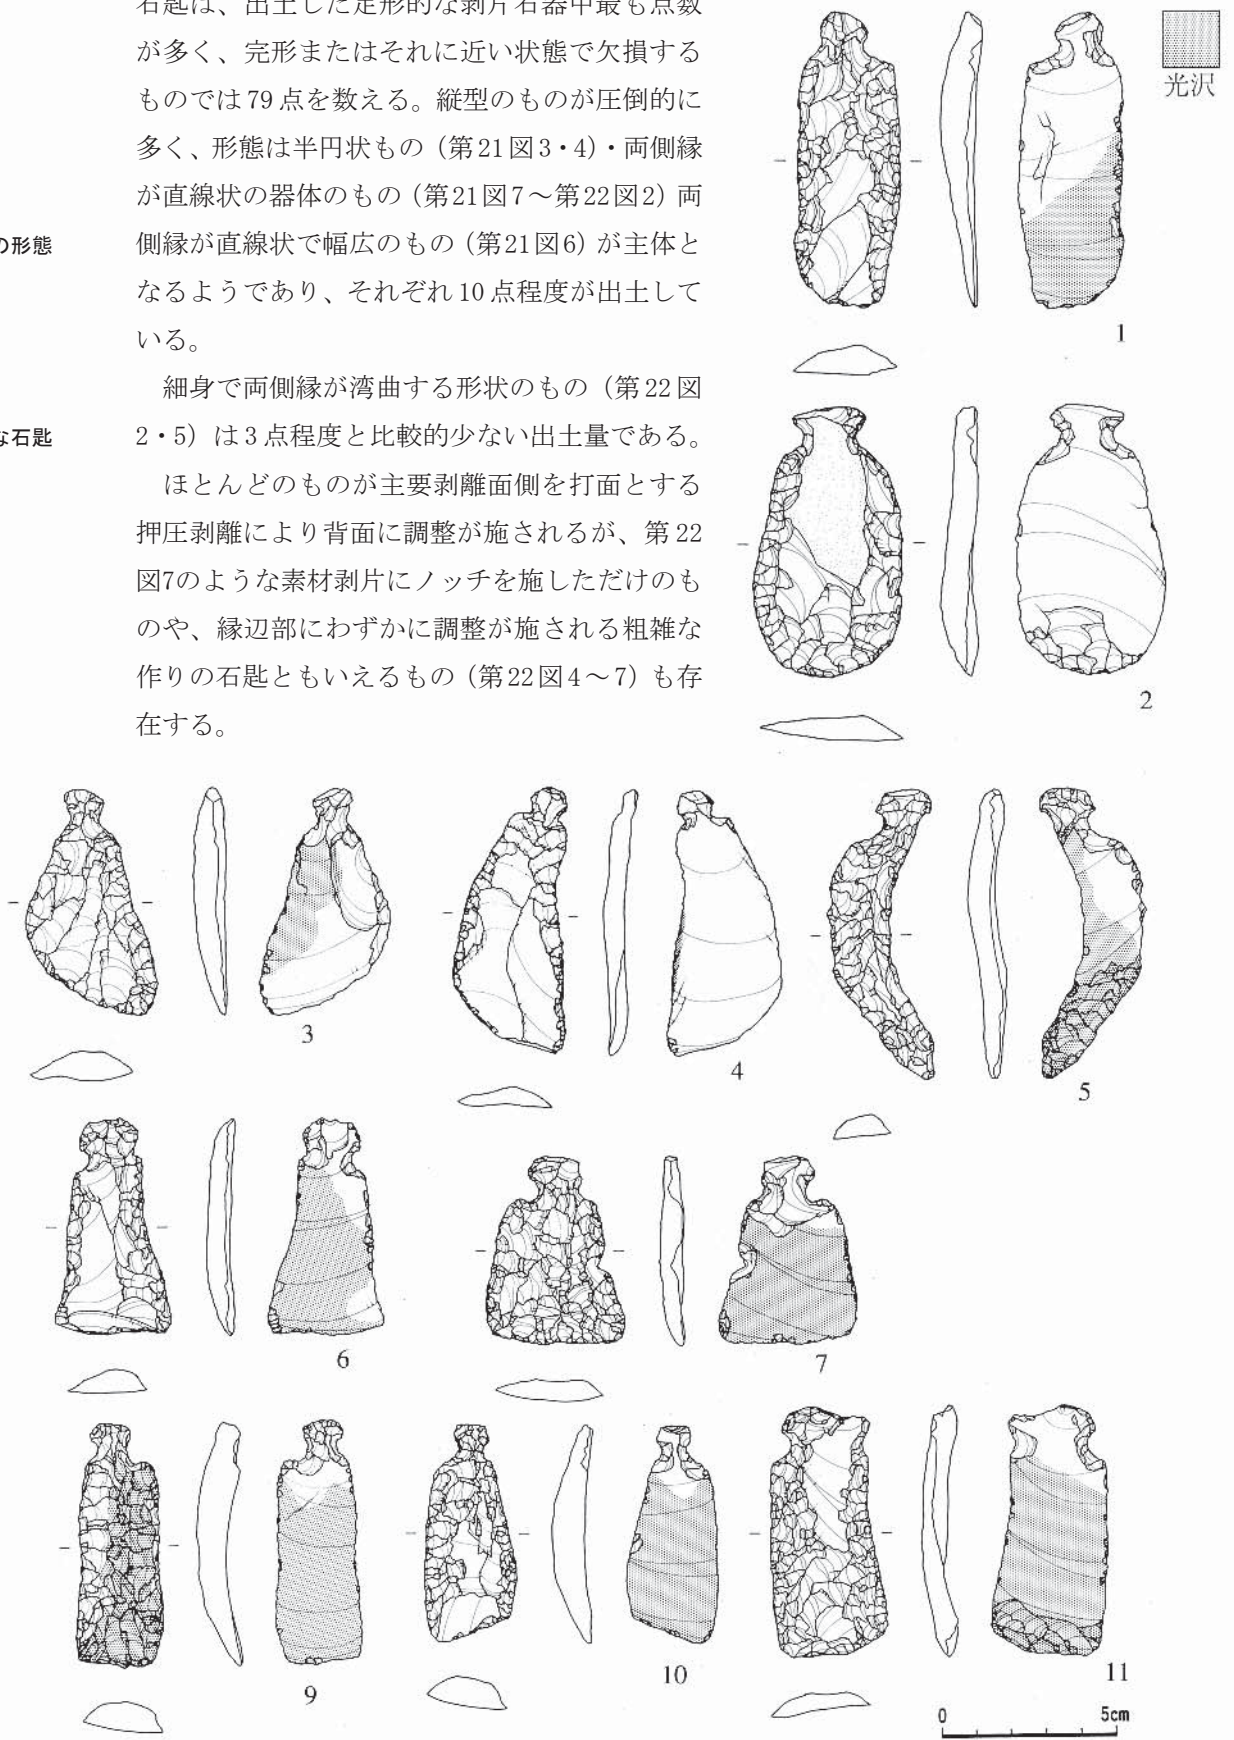 石匙は、出土した定形的な剥片石器中最も点数
が多く、完形またはそれに近い状態で欠損する
ものでは79点を数える。縦型のものが圧倒的に
多く、形態は半円状もの（第21図3・4）・両側縁
が直線状の器体のもの（第21図7～第22図2）両
側縁が直線状で幅広のもの（第21図6）が主体と
なるようであり、それぞれ10点程度が出土して
いる。
細身で両側縁が湾曲する形状のもの（第22図
2・5）は3点程度と比較的少ない出土量である。
ほとんどのものが主要剥離面側を打面とする
押圧剥離により背面に調整が施されるが、第22
図7のような素材剥片にノッチを施しただけのも
のや、縁辺部にわずかに調整が施される粗雑な
作りの石匙ともいえるもの（第22図4～7）も存
在する。
の形態
な石匙
光沢
1
2
3
4
5
6
7
9
10
11
0 5cm